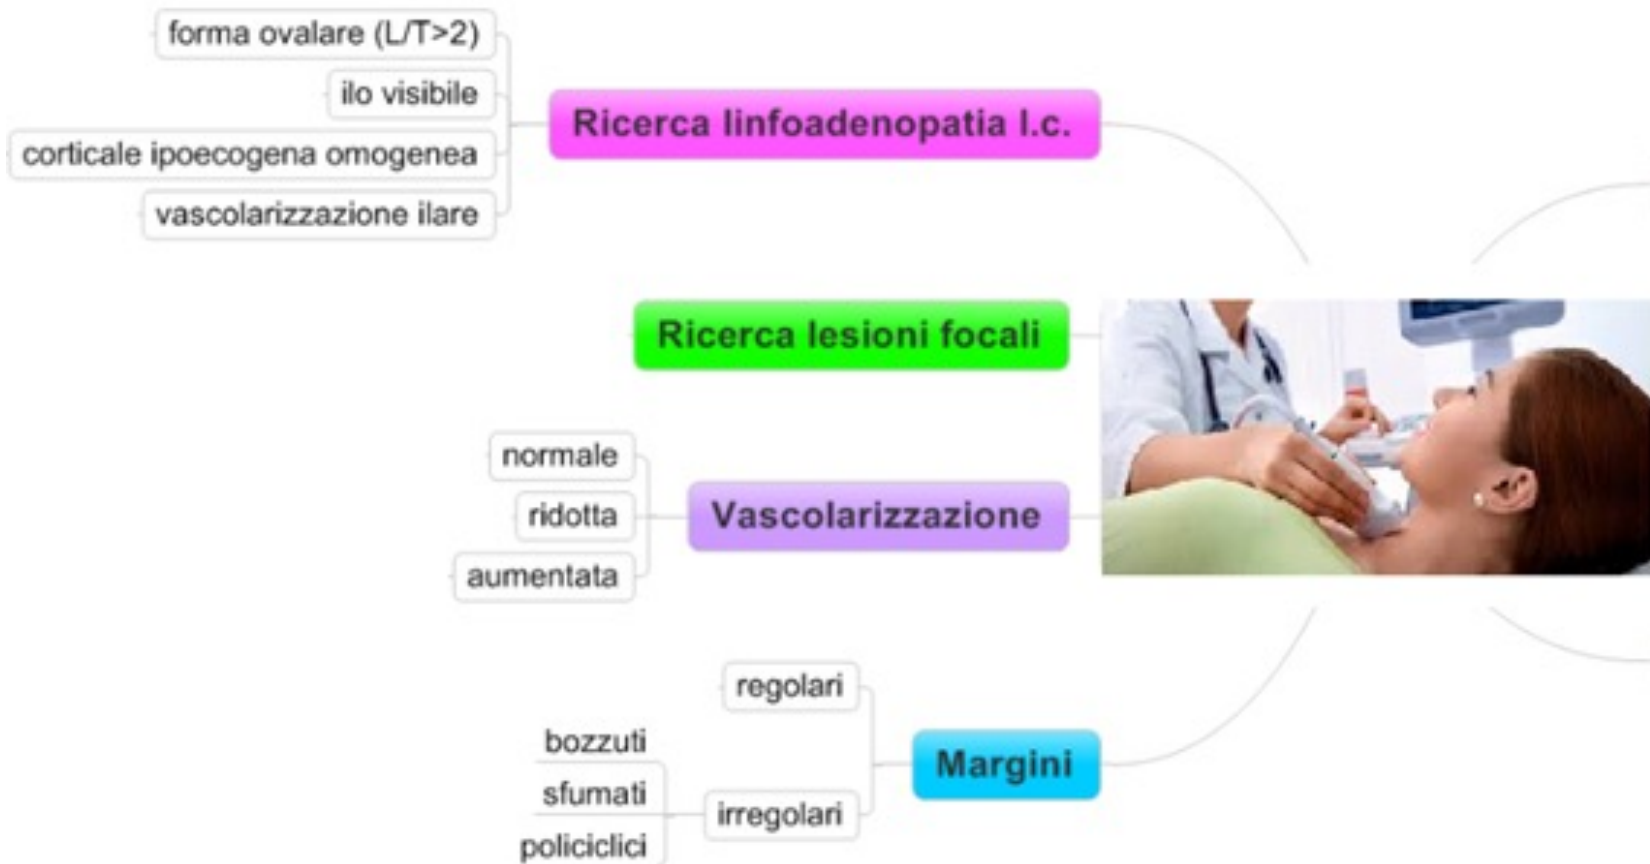 forma ovalare (L/T>2)
ilo visibile
corticale ipoecogena omogenea
vascolarizzazione ilare
Ricerca linfoadenopatia l.c.
Ricerca lesioni focali
normale
ridotta
aumentata
Vascolarizzazione
regolari
bozzuti
sfumati
policiclici
irregolari
Margini